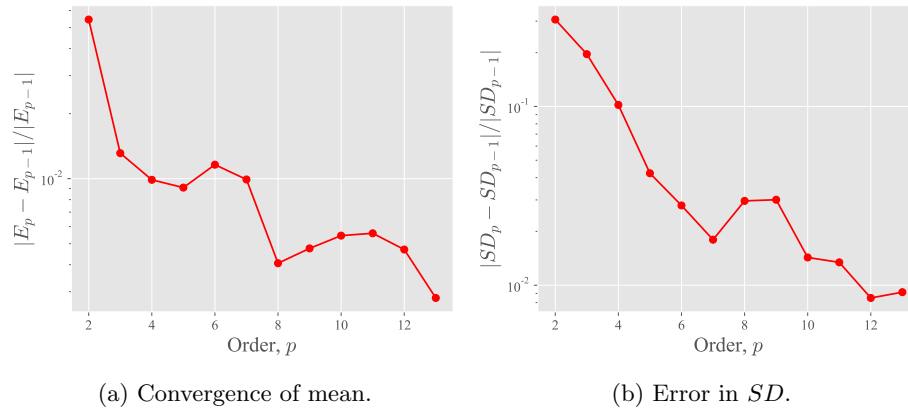 |E_p − E_{p−1}|/|E_{p−1}|
10^{-2}
2 4 6 8 10 12
Order, p
(a) Convergence of mean.
|SD_p − SD_{p−1}|/|SD_{p−1}|
10^{-1}
10^{-2}
2 4 6 8 10 12
Order, p
(b) Error in SD.